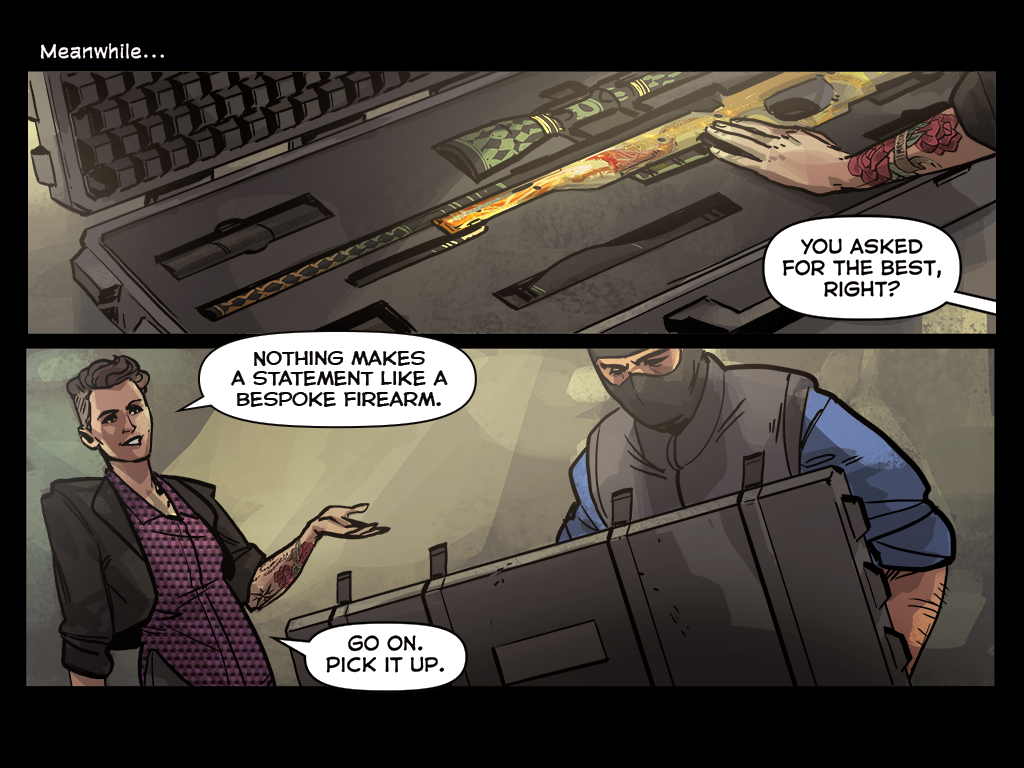 Meanwhile...
YOU ASKED
FOR THE BEST,
RIGHT?
NOTHING MAKES
A STATEMENT LIKE A
BESPOKE FIREARM.
GO ON.
PICK IT UP.